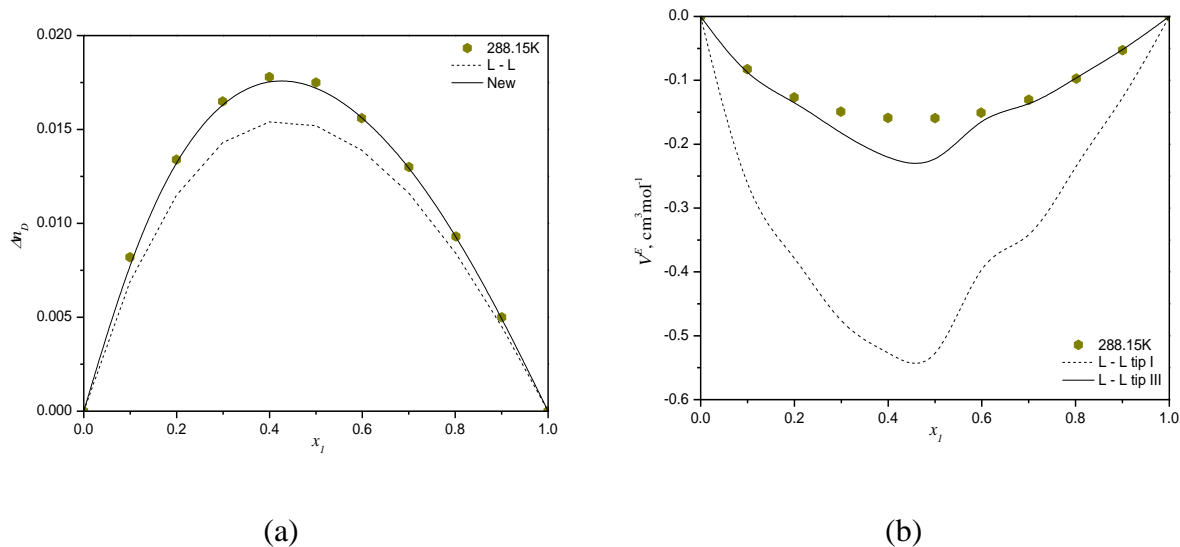 0.020
0.015
0.010
0.005
0.000
Δn_D
288.15K
L - L
New
0.0 0.2 0.4 0.6 0.8 1.0
x_1
(a)
0.0
-0.1
-0.2
-0.3
-0.4
-0.5
-0.6
V^E, cm^3mol^-1
288.15K
L - L tip I
L - L tip III
0.0 0.2 0.4 0.6 0.8 1.0
x_1
(b)